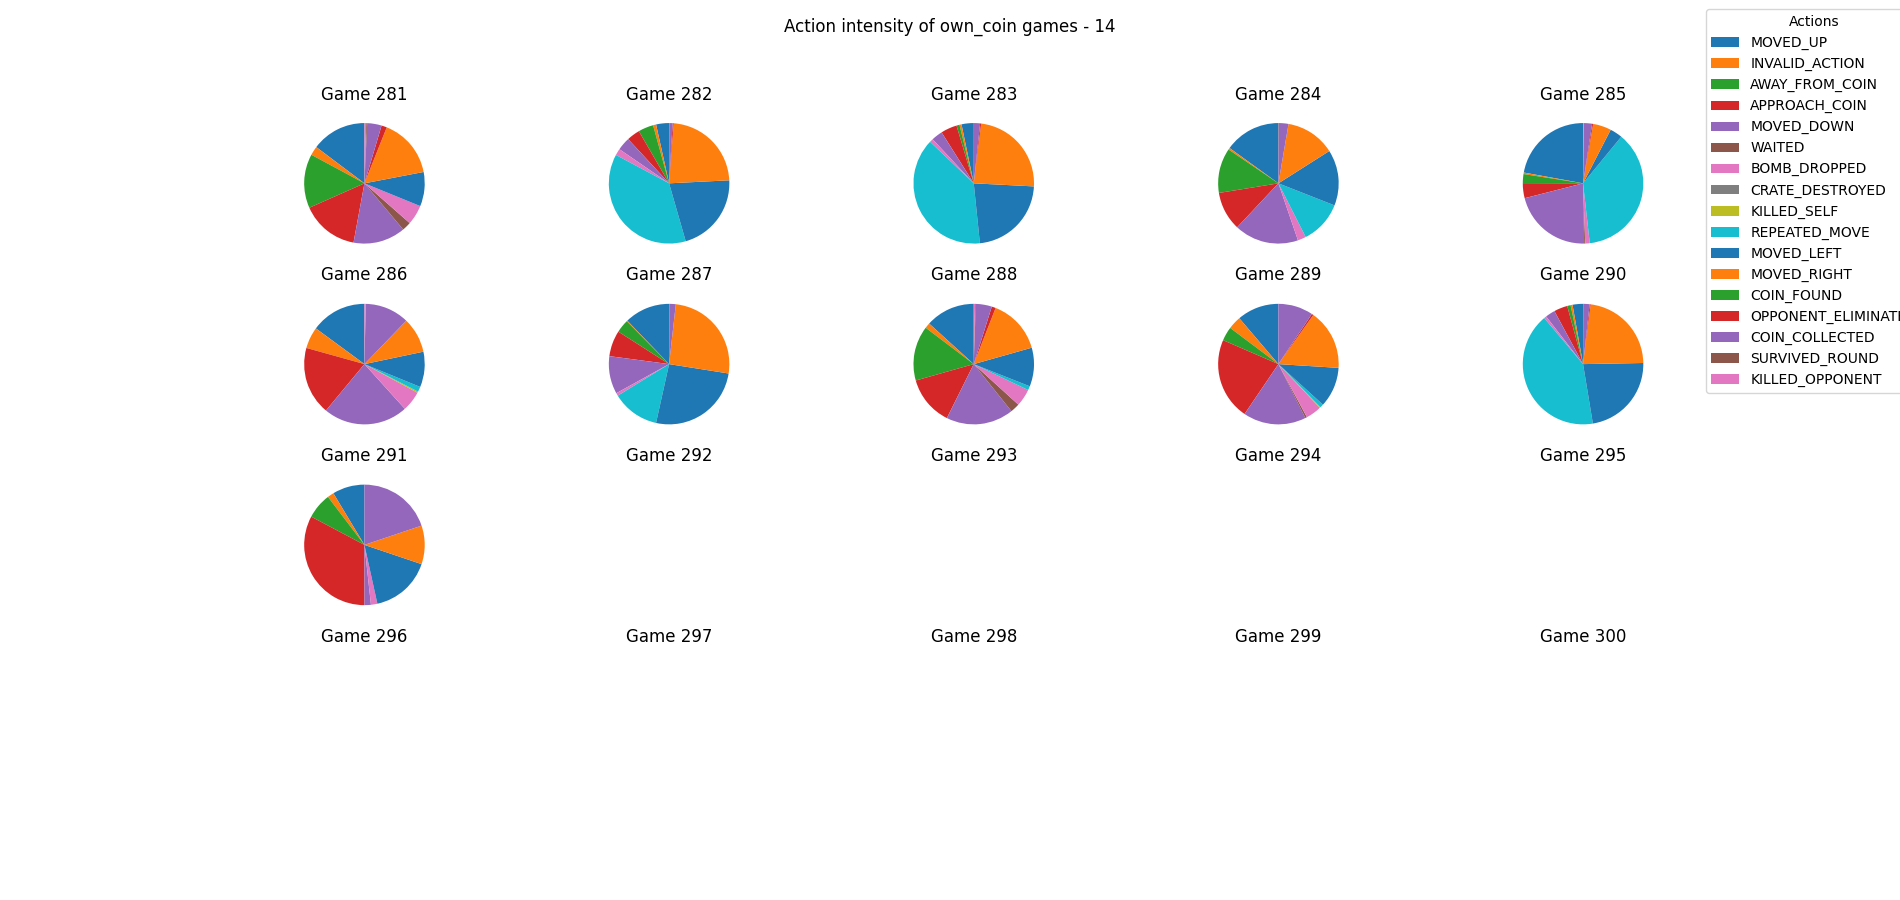 Action intensity of own_coin games - 14
Actions
MOVED_UP
INVALID_ACTION
AWAY_FROM_COIN
APPROACH_COIN
MOVED_DOWN
WAITED
BOMB_DROPPED
CRATE_DESTROYED
KILLED_SELF
REPEATED_MOVE
MOVED_LEFT
MOVED_RIGHT
COIN_FOUND
OPPONENT_ELIMINAT
COIN_COLLECTED
SURVIVED_ROUND
KILLED_OPPONENT
Game 281
Game 282
Game 283
Game 284
Game 285
Game 286
Game 287
Game 288
Game 289
Game 290
Game 291
Game 292
Game 293
Game 294
Game 295
Game 296
Game 297
Game 298
Game 299
Game 300